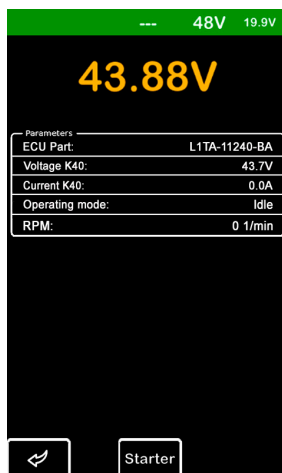 --- 48V 19.9V
43.88V
Parameters
ECU Part: L1TA-11240-BA
Voltage K40: 43.7V
Current K40: 0.0A
Operating mode: Idle
RPM: 0 1/min
Starter